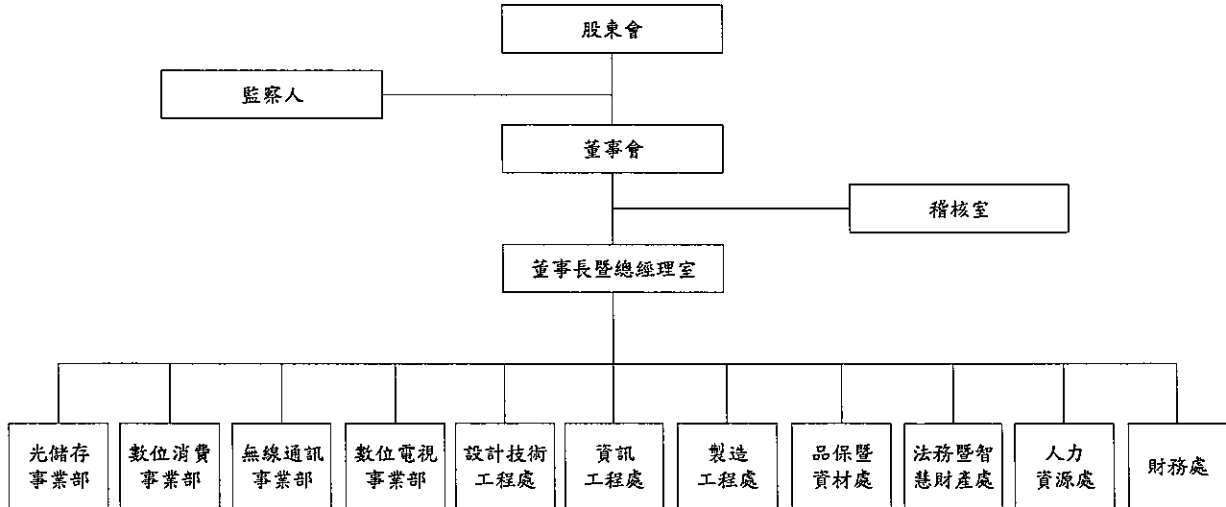 股東會
監察人
董事會
稽核室
董事長暨總經理室
光儲存
事業部
數位消費
事業部
無線通訊
事業部
數位電視
事業部
設計技術
工程處
資訊
工程處
製造
工程處
品保暨
資材處
法務暨智
慧財產處
人力
資源處
財務處